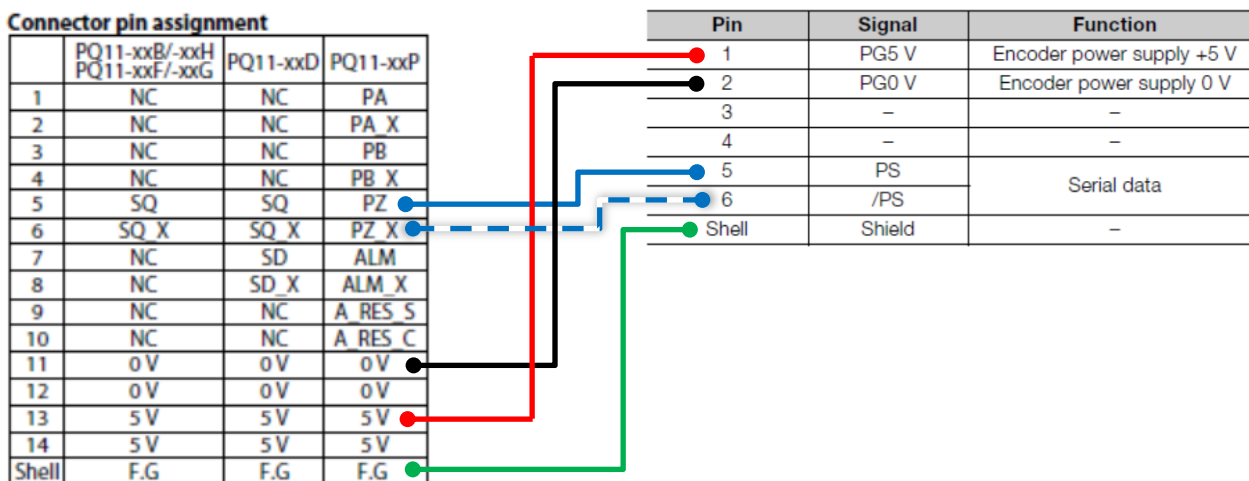 Connector pin assignment
PQ11-xxB/-xxH
PQ11-xxF/-xxG PQ11-xxD PQ11-xxP
1 NC NC PA
2 NC NC PA_X
3 NC NC PB
4 NC NC PB_X
5 SQ SQ PZ
6 SQ_X SQ_X PZ_X
7 NC SD ALM
8 NC SD_X ALM_X
9 NC NC A_RES_S
10 NC NC A_RES_C
11 0 V 0 V 0 V
12 0 V 0 V 0 V
13 5 V 5 V 5 V
14 5 V 5 V 5 V
Shell F.G F.G F.G
Pin Signal Function
1 PG5 V Encoder power supply +5 V
2 PG0 V Encoder power supply 0 V
3 – –
4 – –
5 PS Serial data
6 /PS
Shell Shield –